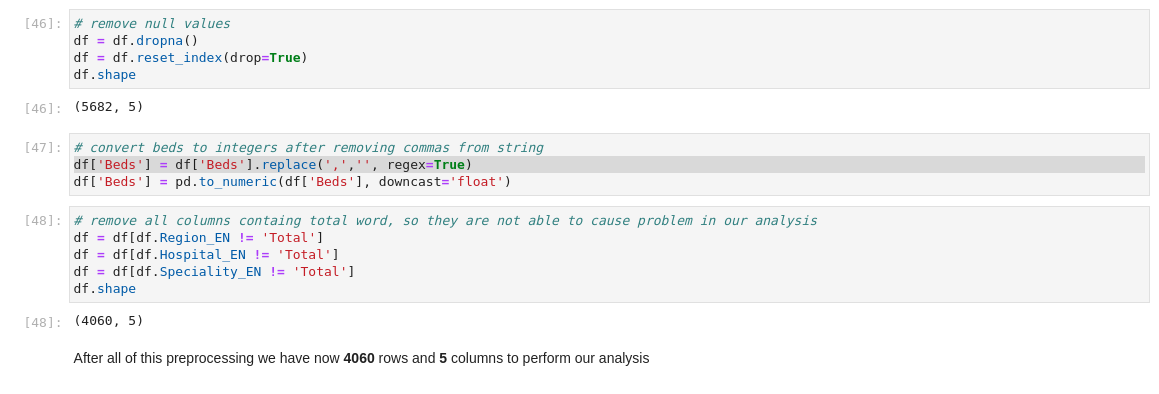 [46]: # remove null values
df = df.dropna()
df = df.reset_index(drop=True)
df.shape
[46]: (5682, 5)
[47]: # convert beds to integers after removing commas from string
df['Beds'] = df['Beds'].replace(',','', regex=True)
df['Beds'] = pd.to_numeric(df['Beds'], downcast='float')
[48]: # remove all columns containg total word, so they are not able to cause problem in our analysis
df = df[df.Region_EN != 'Total']
df = df[df.Hospital_EN != 'Total']
df = df[df.Speciality_EN != 'Total']
df.shape
[48]: (4060, 5)
After all of this preprocessing we have now 4060 rows and 5 columns to perform our analysis